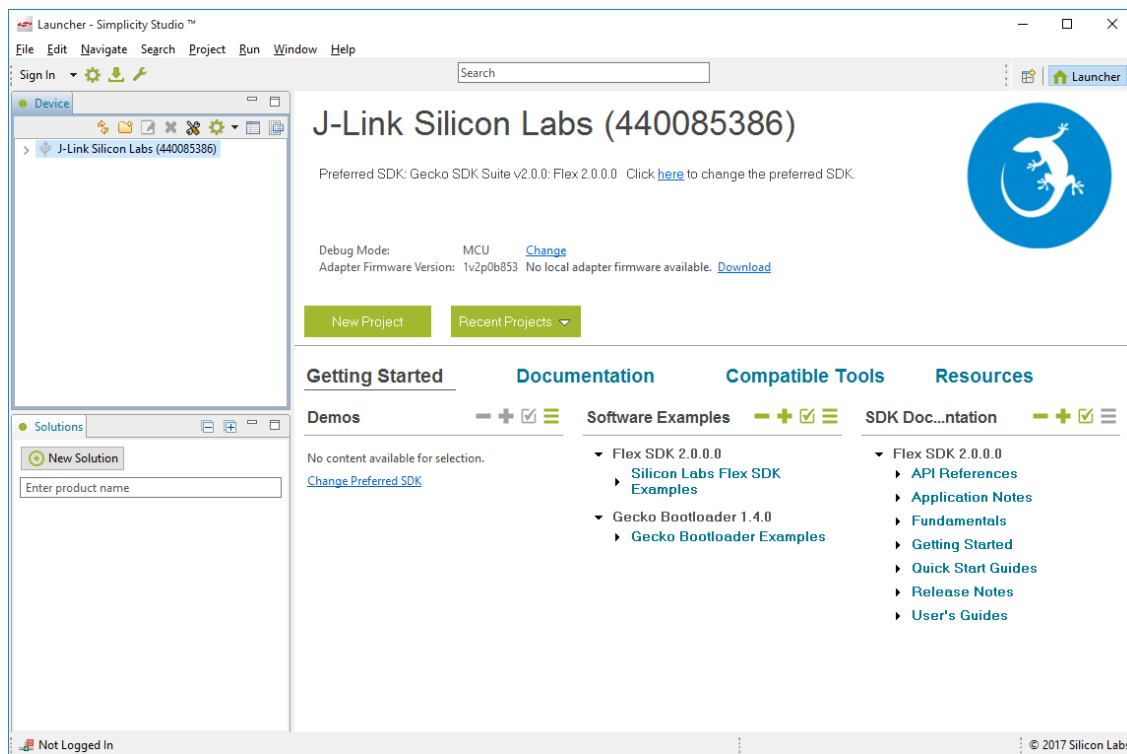 Launcher - Simplicity Studio ™
File Edit Navigate Search Project Run Window Help
Sign In Search Launcher
Device
J-Link Silicon Labs (440085386)
J-Link Silicon Labs (440085386)
Preferred SDK: Gecko SDK Suite v2.0.0: Flex 2.0.0.0 Click here to change the preferred SDK.
Debug Mode: MCU Change
Adapter Firmware Version: 1v2p0b853 No local adapter firmware available. Download
New Project Recent Projects
Getting Started Documentation Compatible Tools Resources
Solutions
New Solution
Enter product name
Demos
No content available for selection.
Change Preferred SDK
Software Examples
Flex SDK 2.0.0.0
Silicon Labs Flex SDK
Examples
Gecko Bootloader 1.4.0
Gecko Bootloader Examples
SDK Doc...ntation
Flex SDK 2.0.0.0
API References
Application Notes
Fundamentals
Getting Started
Quick Start Guides
Release Notes
User's Guides
Not Logged In © 2017 Silicon Labs